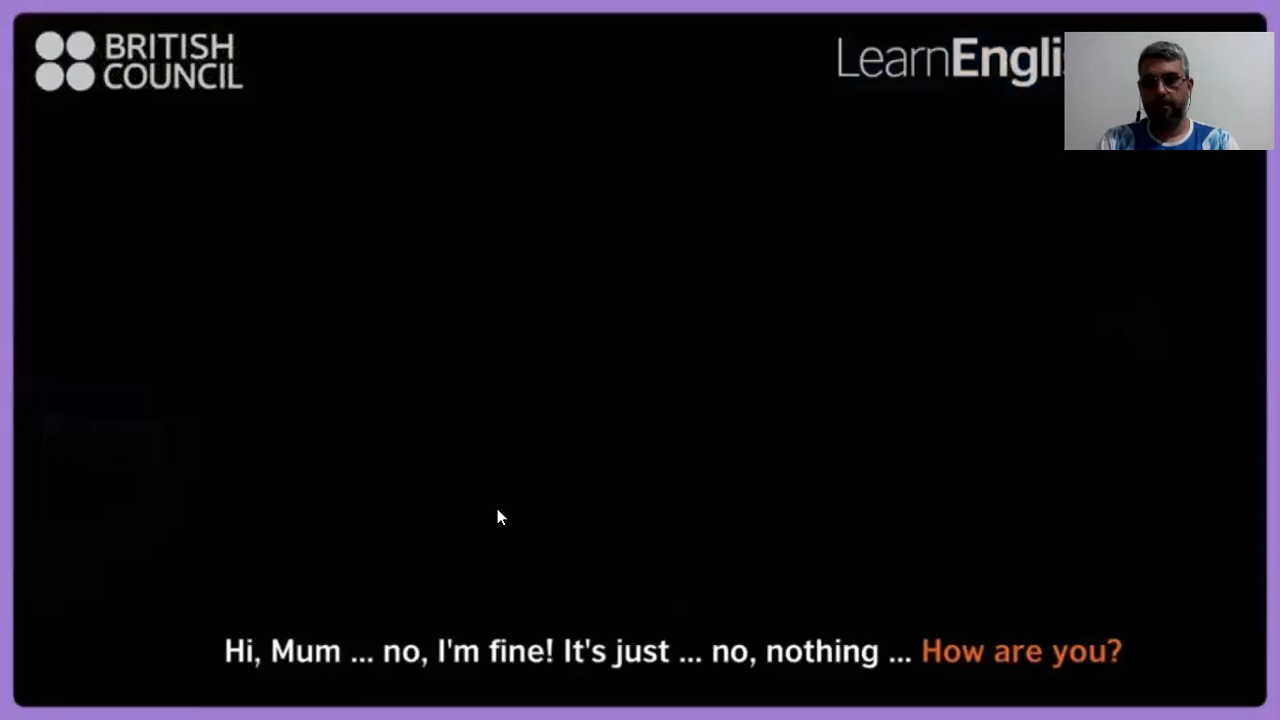 BRITISH
COUNCIL
LearnEngli
Hi, Mum ... no, I'm fine! It's just ... no, nothing ... How are you?